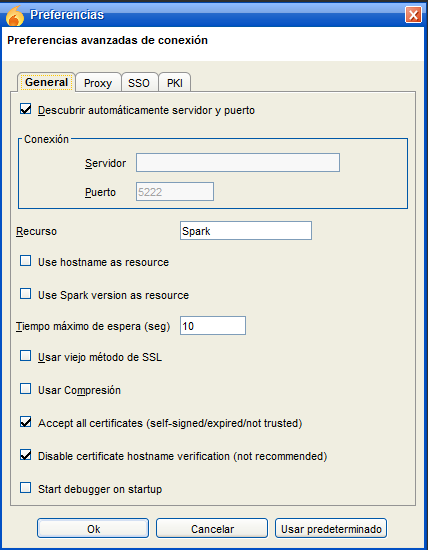 Preferencias
Preferencias avanzadas de conexión
General Proxy SSO PKI
Descubrir automáticamente servidor y puerto
Conexión
Servidor
Puerto 5222
Recurso Spark
Use hostname as resource
Use Spark version as resource
Tiempo máximo de espera (seg) 10
Usar viejo método de SSL
Usar Compresión
Accept all certificates (self-signed/expired/not trusted)
Disable certificate hostname verification (not recommended)
Start debugger on startup
Ok Cancelar Usar predeterminado